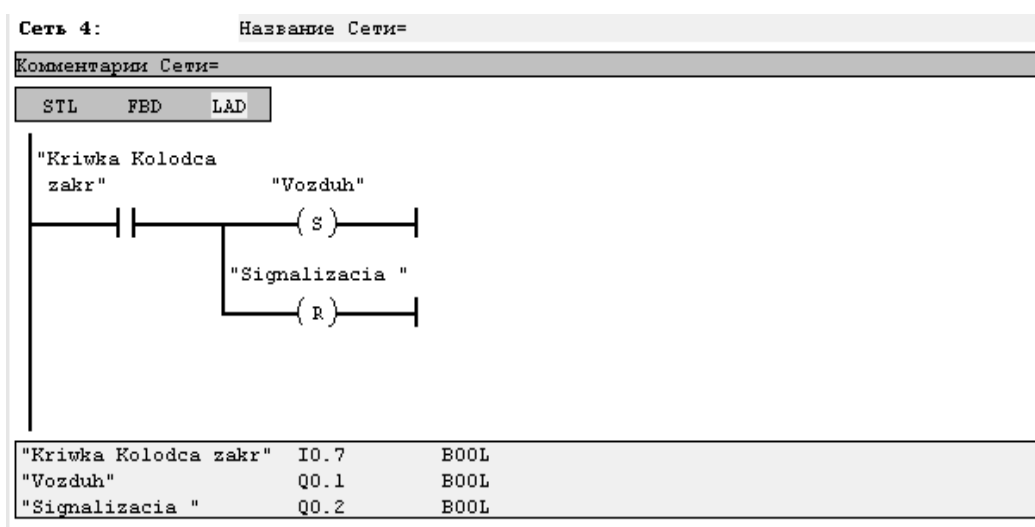 Сеть 4: Название Сети=
Комментарии Сети=
STL FBD LAD
"Kriwka Kolodca
zakr" "Vozduh"
S
"Signalizacia "
R
"Kriwka Kolodca zakr" I0.7 BOOL
"Vozduh" Q0.1 BOOL
"Signalizacia " Q0.2 BOOL